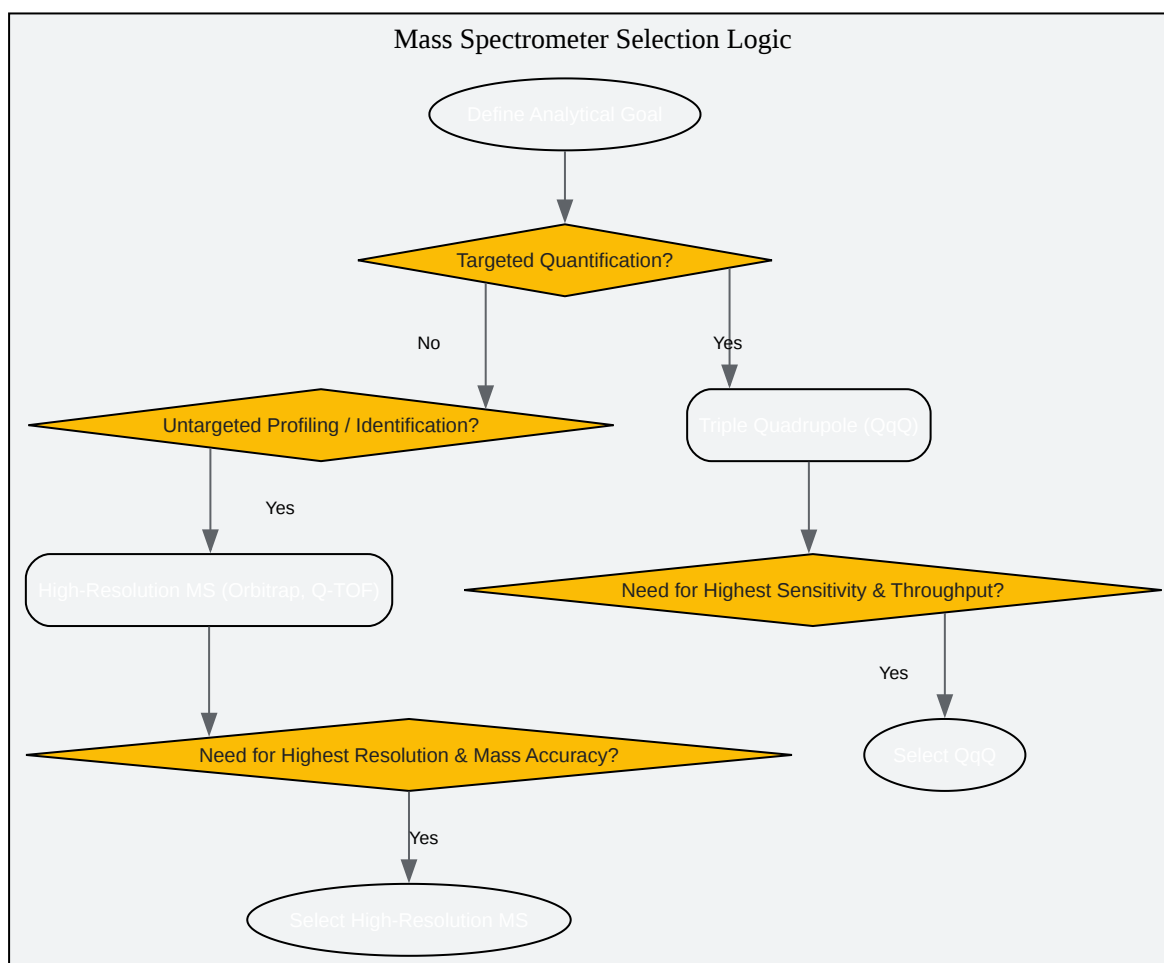 Mass Spectrometer Selection Logic
Define Analytical Goal
Targeted Quantification?
No
Yes
Untargeted Profiling / Identification?
Triple Quadrupole (QqQ)
Yes
High-Resolution MS (Orbitrap, Q-TOF)
Need for Highest Sensitivity & Throughput?
Yes
Need for Highest Resolution & Mass Accuracy?
Select QqQ
Yes
Select High-Resolution MS